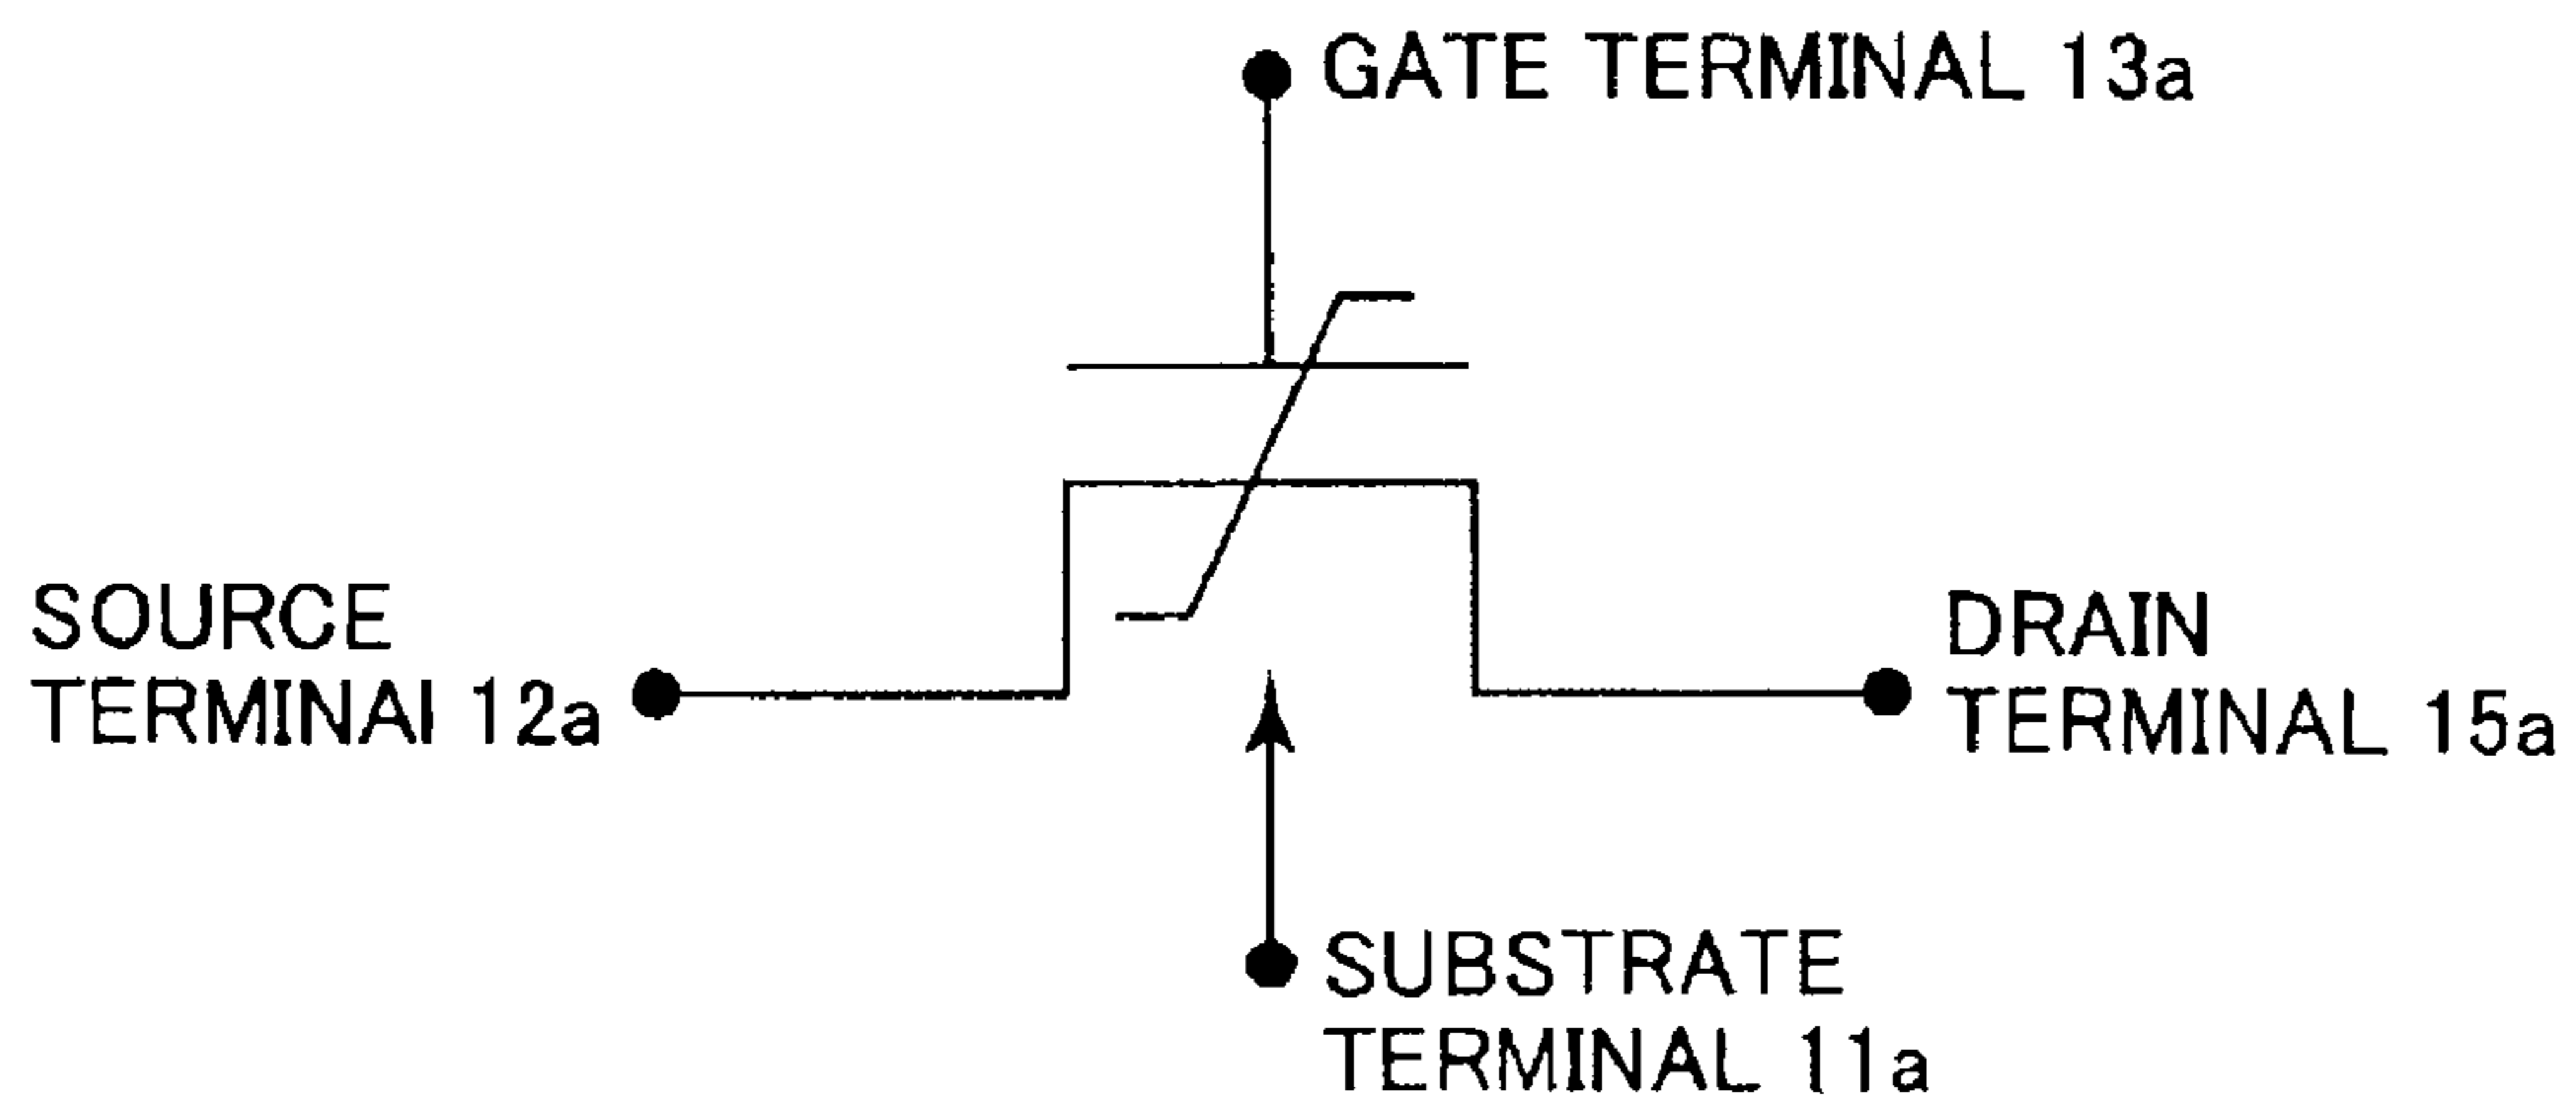 GATE TERMINAL 13a
SOURCE
TERMINAl 12a
DRAIN
TERMINAL 15a
SUBSTRATE
TERMINAL 11a